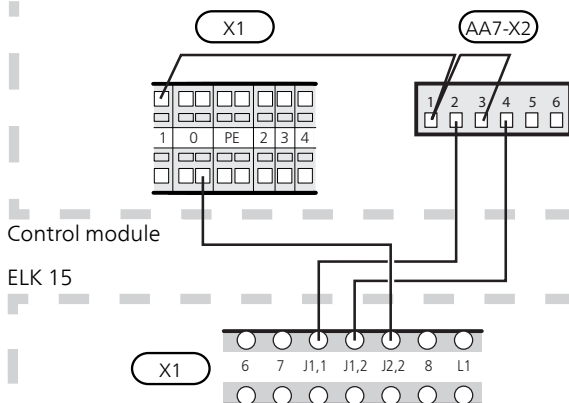 X1 AA7-X2
1 2 3 4 5 6
1 0 PE 2 3 4
Control module
ELK 15
X1 6 7 J1,1 J1,2 J2,2 8 L1